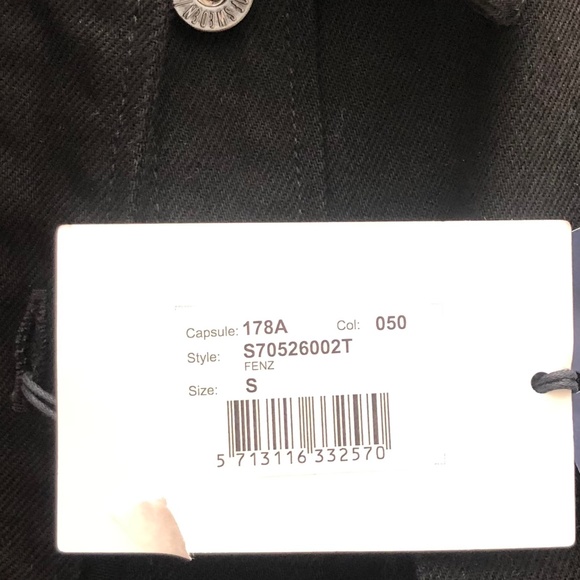 Capsule: 178A Col: 050
Style: S70526002T
FENZ
Size: S
5 713116 332570